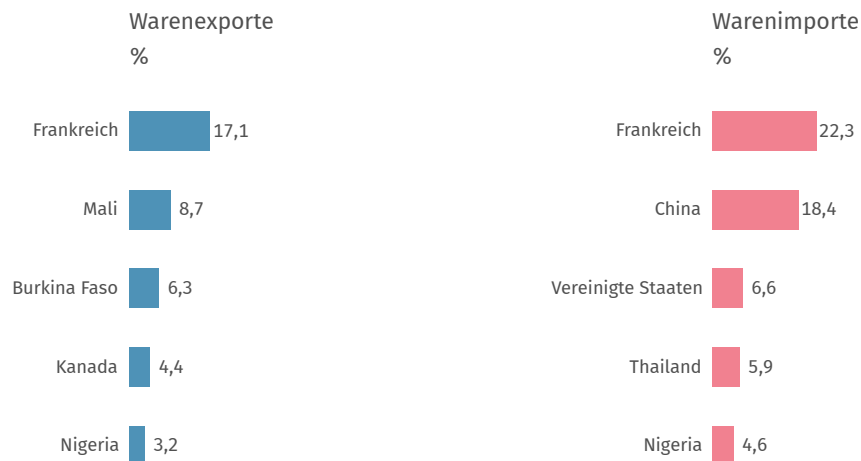 Warenexporte
%
Frankreich 17,1
Mali 8,7
Burkina Faso 6,3
Kanada 4,4
Nigeria 3,2
Warenimporte
%
Frankreich 22,3
China 18,4
Vereinigte Staaten 6,6
Thailand 5,9
Nigeria 4,6